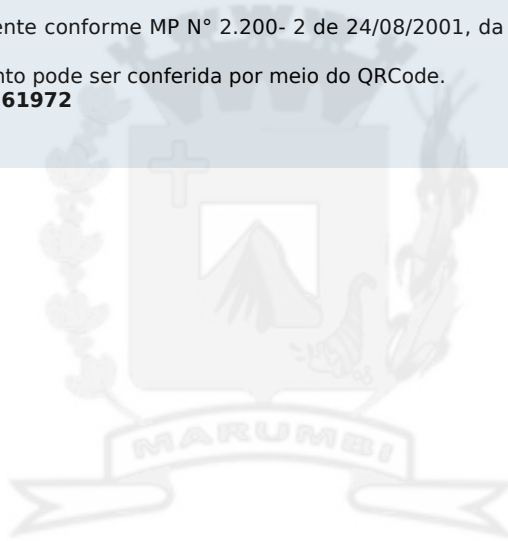 ente conforme MP N° 2.200- 2 de 24/08/2001, da
nto pode ser conferida por meio do QRCode.
61972
MARUMBI